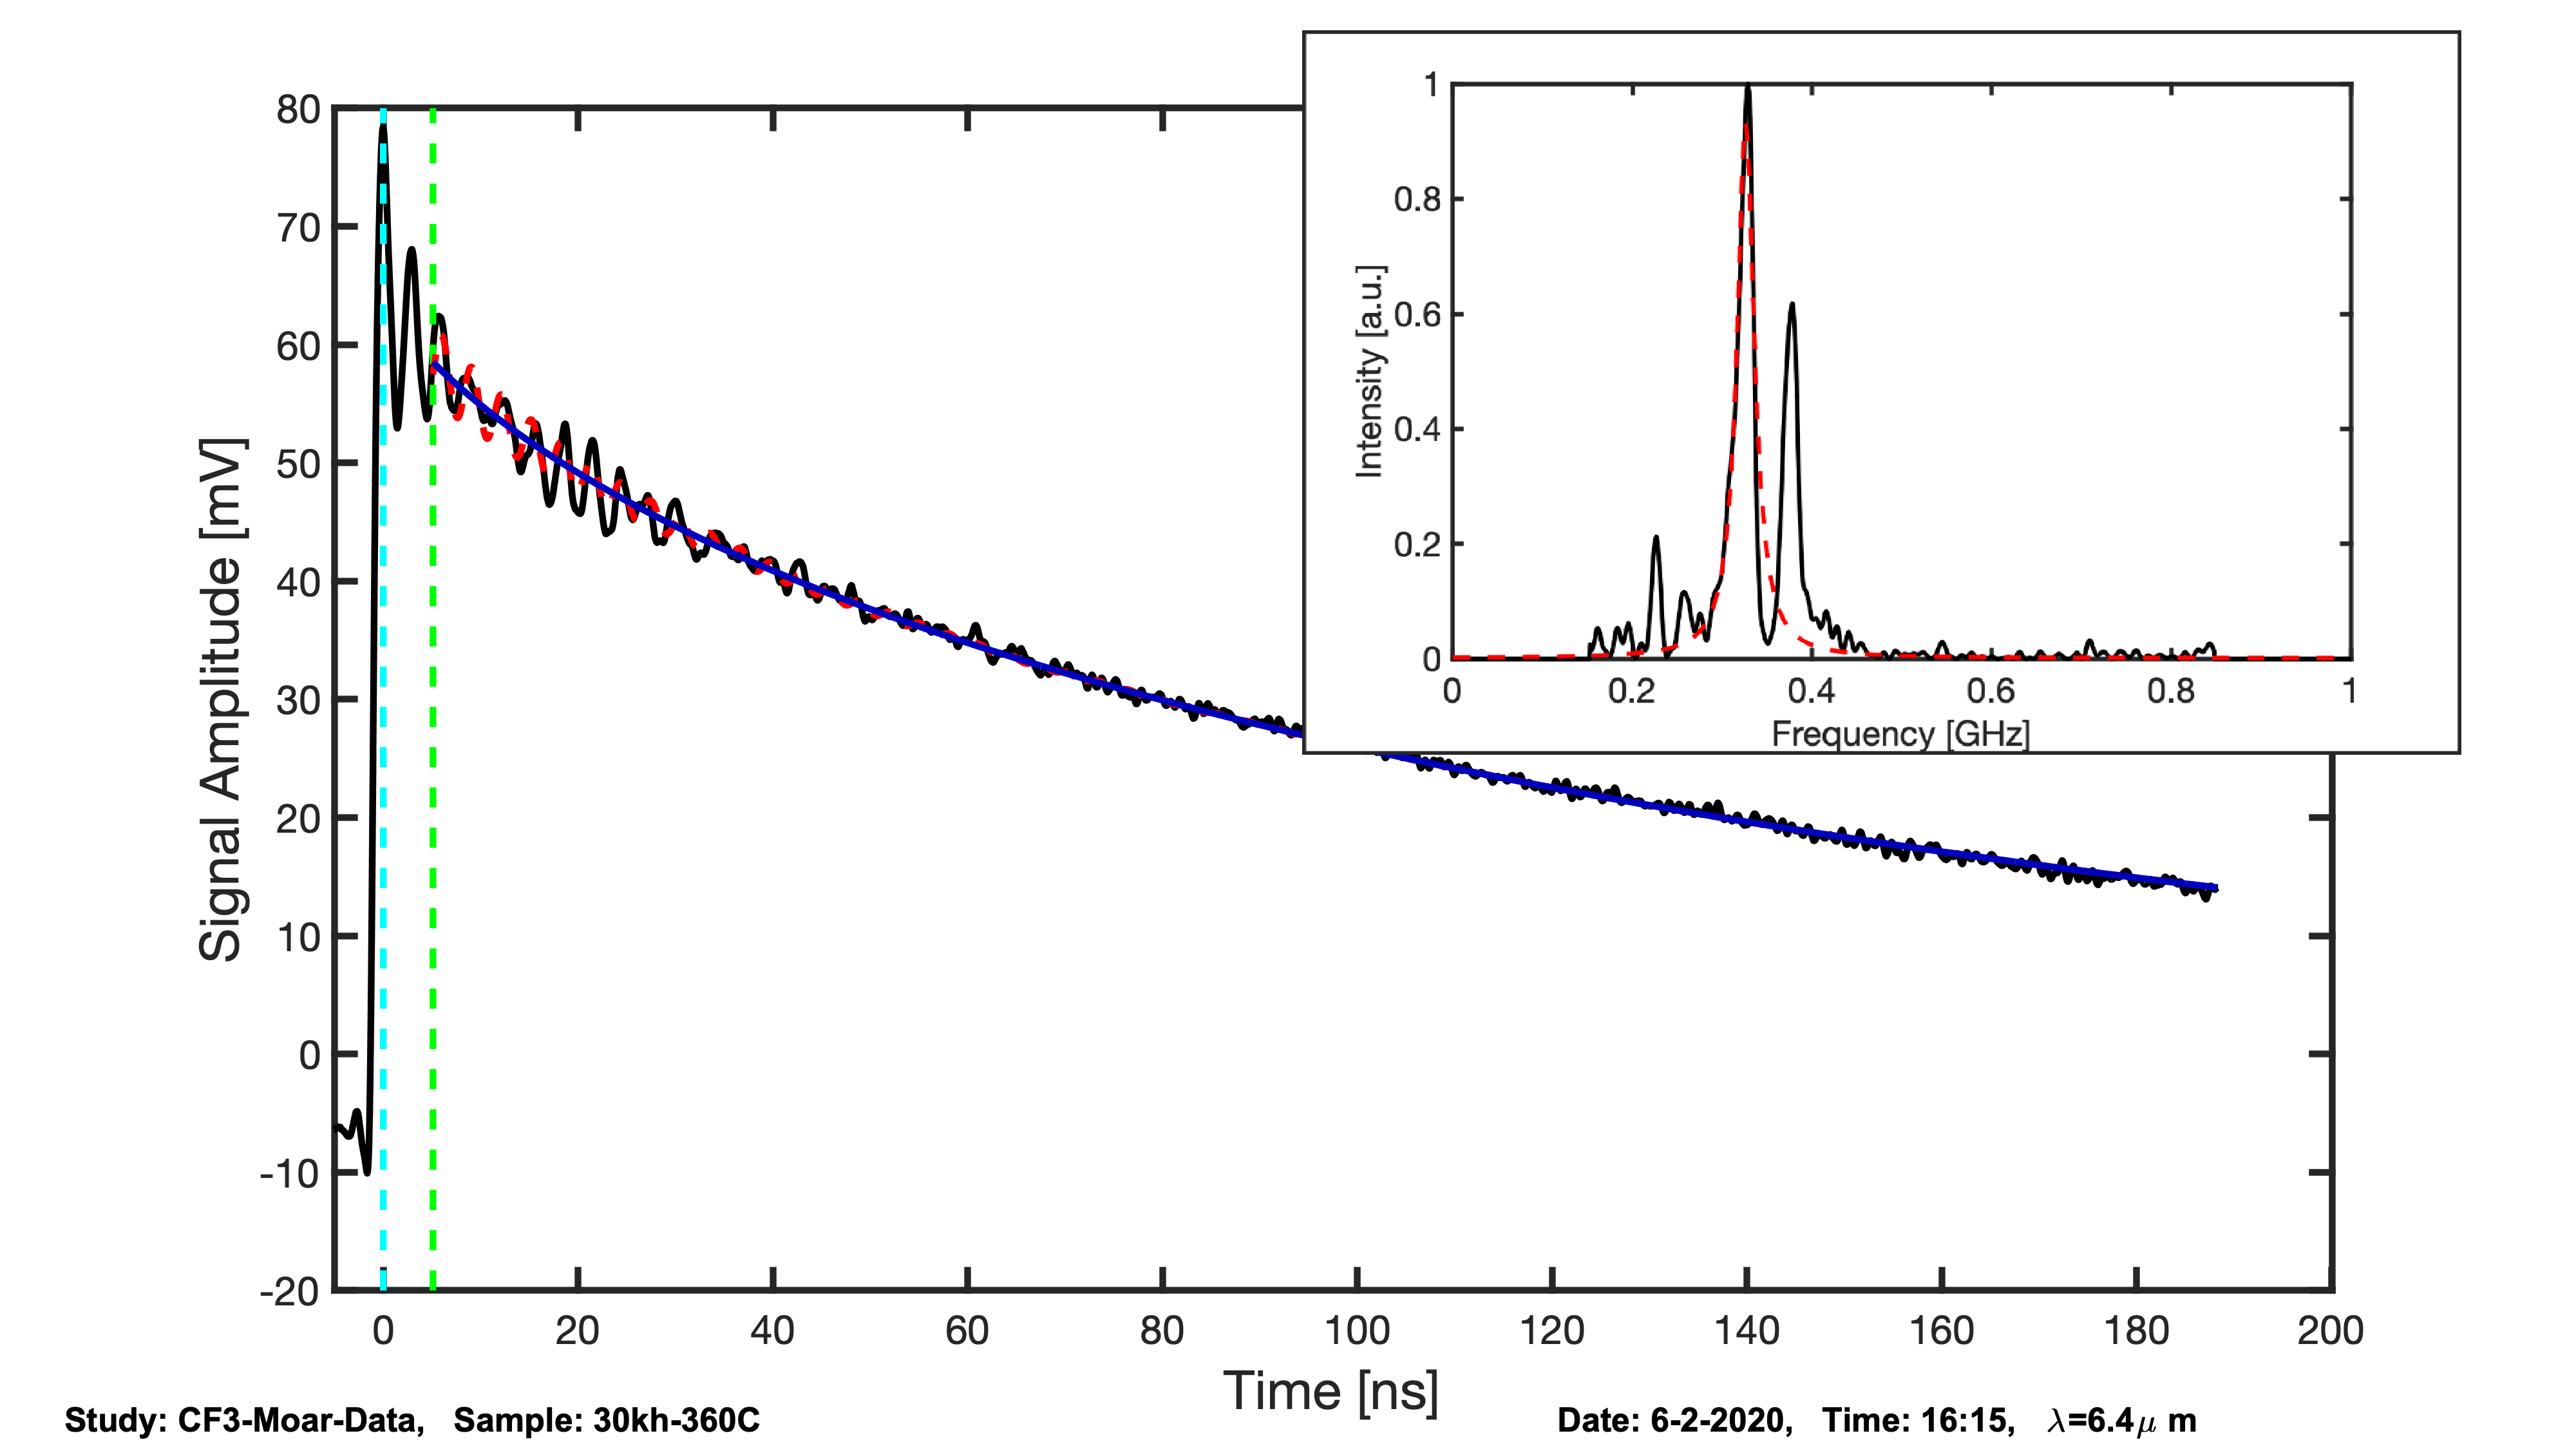 80
70
60
50
40
30
20
10
0
-10
-20
Signal Amplitude [mV]
0 20 40 60 80 100 120 140 160 180 200
Time [ns]
1
0.8
0.6
0.4
0.2
0
Intensity [a.u.]
0 0.2 0.4 0.6 0.8 1
Frequency [GHz]
Study: CF3-Moar-Data, Sample: 30kh-360C
Date: 6-2-2020, Time: 16:15, λ=6.4μ m